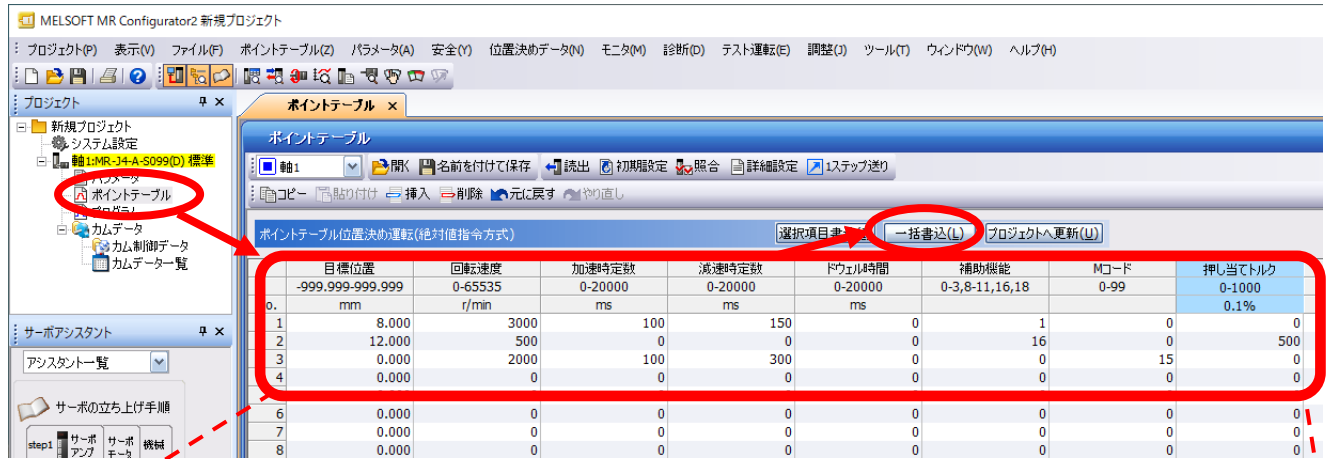 MELSOFT MR Configurator2 新規プロジェクト
プロジェクト(P) 表示(V) ファイル(F) ポイントテーブル(Z) パラメータ(A) 安全(Y) 位置決めデータ(N) モニタ(M) 診断(D) テスト運転(E) 調整(J) ツール(T) ウィンドウ(W) ヘルプ(H)
プロジェクト
新規プロジェクト
システム設定
軸1:MR-J4-A-S099(D) 標準
パラメータ
ポイントテーブル
プログラム
カムデータ
カム制御データ
カムデータ一覧
サーボアシスタント
アシスタント一覧
サーボの立ち上げ手順
step1 サーボアンプ サーボモータ 機械
ポイントテーブル ×
ポイントテーブル
軸1 開く 名前を付けて保存 読出 初期設定 照合 詳細設定 1ステップ送り
コピー 貼り付け 挿入 削除 元に戻す やり直し
ポイントテーブル位置決め運転(絶対値指令方式) 選択項目書 一括書込(L) プロジェクトへ更新(U)
目標位置 回転速度 加速時定数 減速時定数 ドウェル時間 補助機能 Mコード 押し当てトルク
-999.999-999.999 0-65535 0-20000 0-20000 0-20000 0-3,8-11,16,18 0-99 0-1000
o. mm r/min ms ms ms 0.1%
1 8.000 3000 100 150 0 1 0 0
2 12.000 500 0 0 0 16 0 500
3 0.000 2000 100 300 0 0 15 0
4 0.000 0 0 0 0 0 0 0
6 0.000 0 0 0 0 0 0 0
7 0.000 0 0 0 0 0 0 0
8 0.000 0 0 0 0 0 0 0